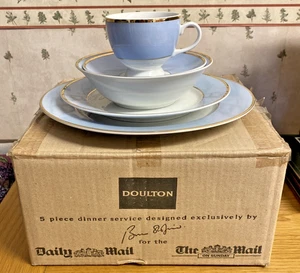 DOULTON
5 piece dinner service designed exclusively by
for the
Daily Mail The Mail
ON SUNDAY